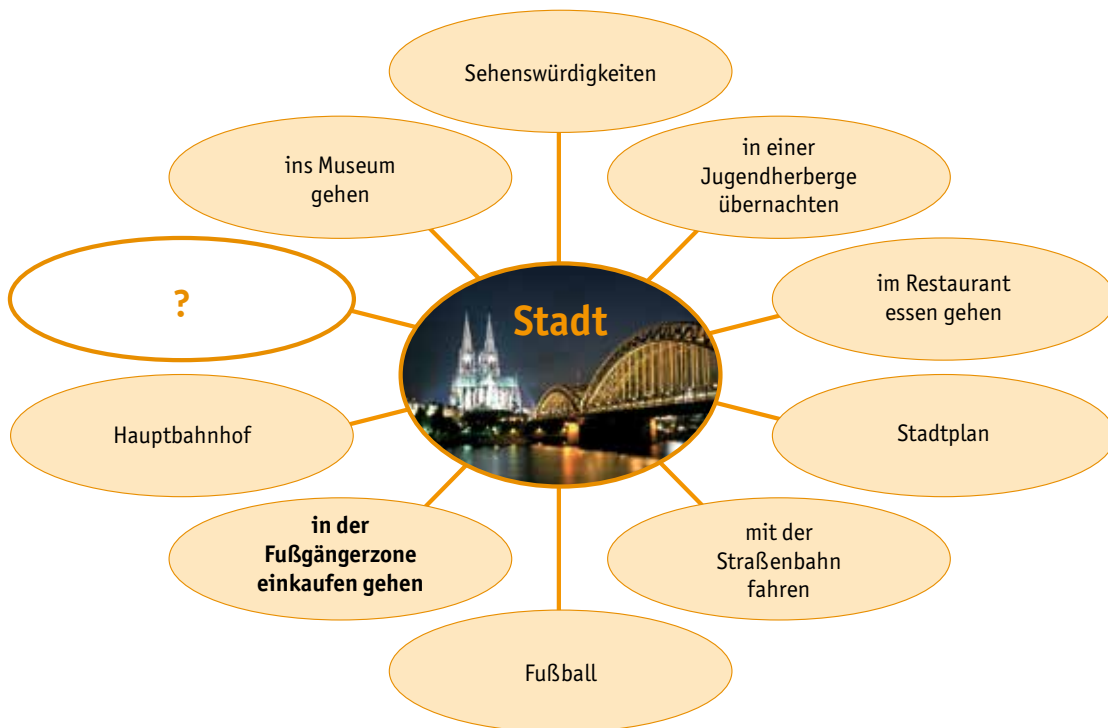 Sehenswürdigkeiten
ins Museum
gehen
in einer
Jugendherberge
übernachten
?
Stadt
im Restaurant
essen gehen
Hauptbahnhof
Stadtplan
in der
Fußgängerzone
einkaufen gehen
mit der
Straßenbahn
fahren
Fußball